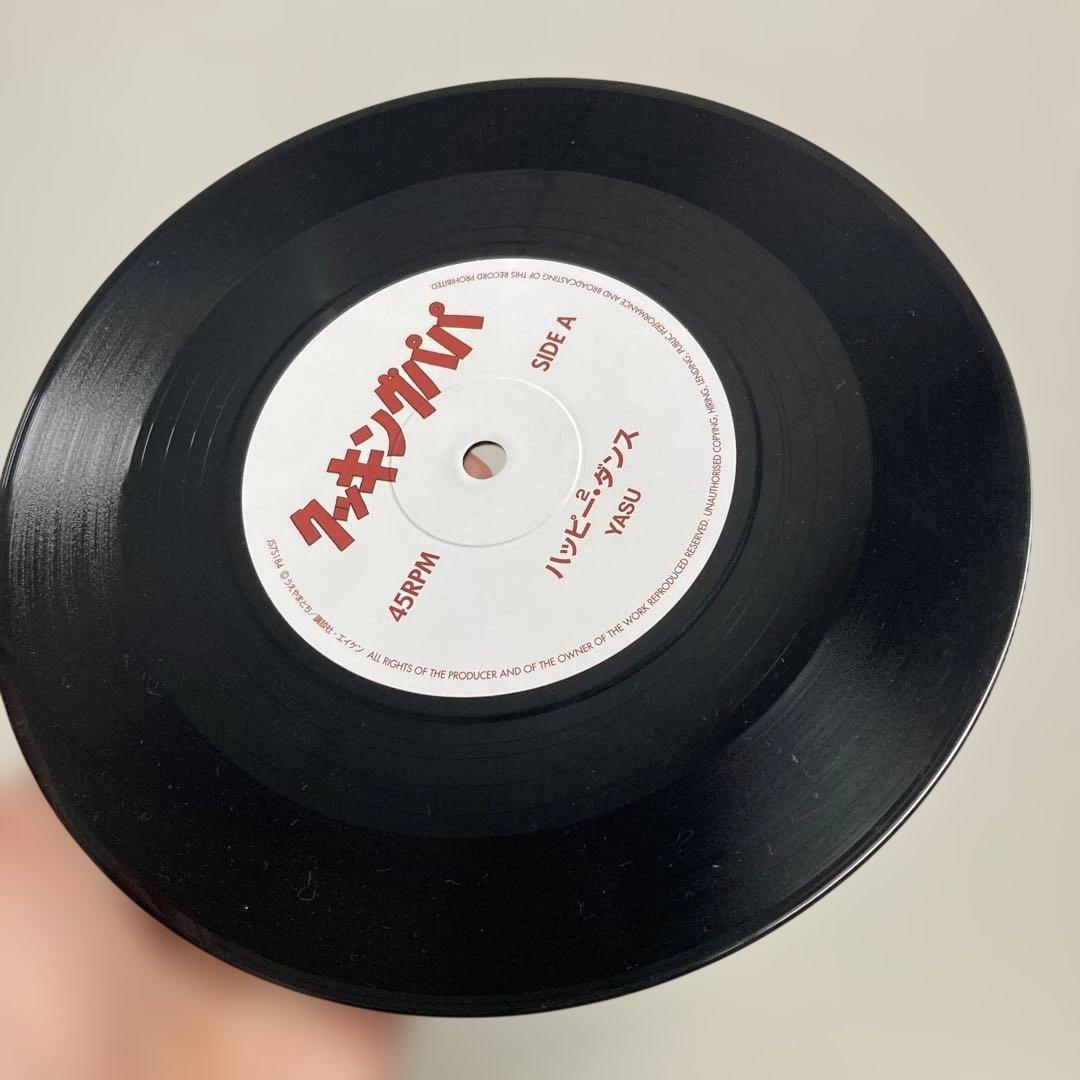 クッキングパパ
SIDE A
45RPM
ハッピー2・ダンス
YASU
JS7S184 ©うえやまとち/講談社・エイケン ALL RIGHTS OF THE PRODUCER AND OF THE OWNER OF THE WORK REPRODUCED RESERVED. UNAUTHORISED COPYING, HIRING, LENDING, PUBLIC PERFORMANCE AND BROADCASTING OF THIS RECORD PROHIBITED.